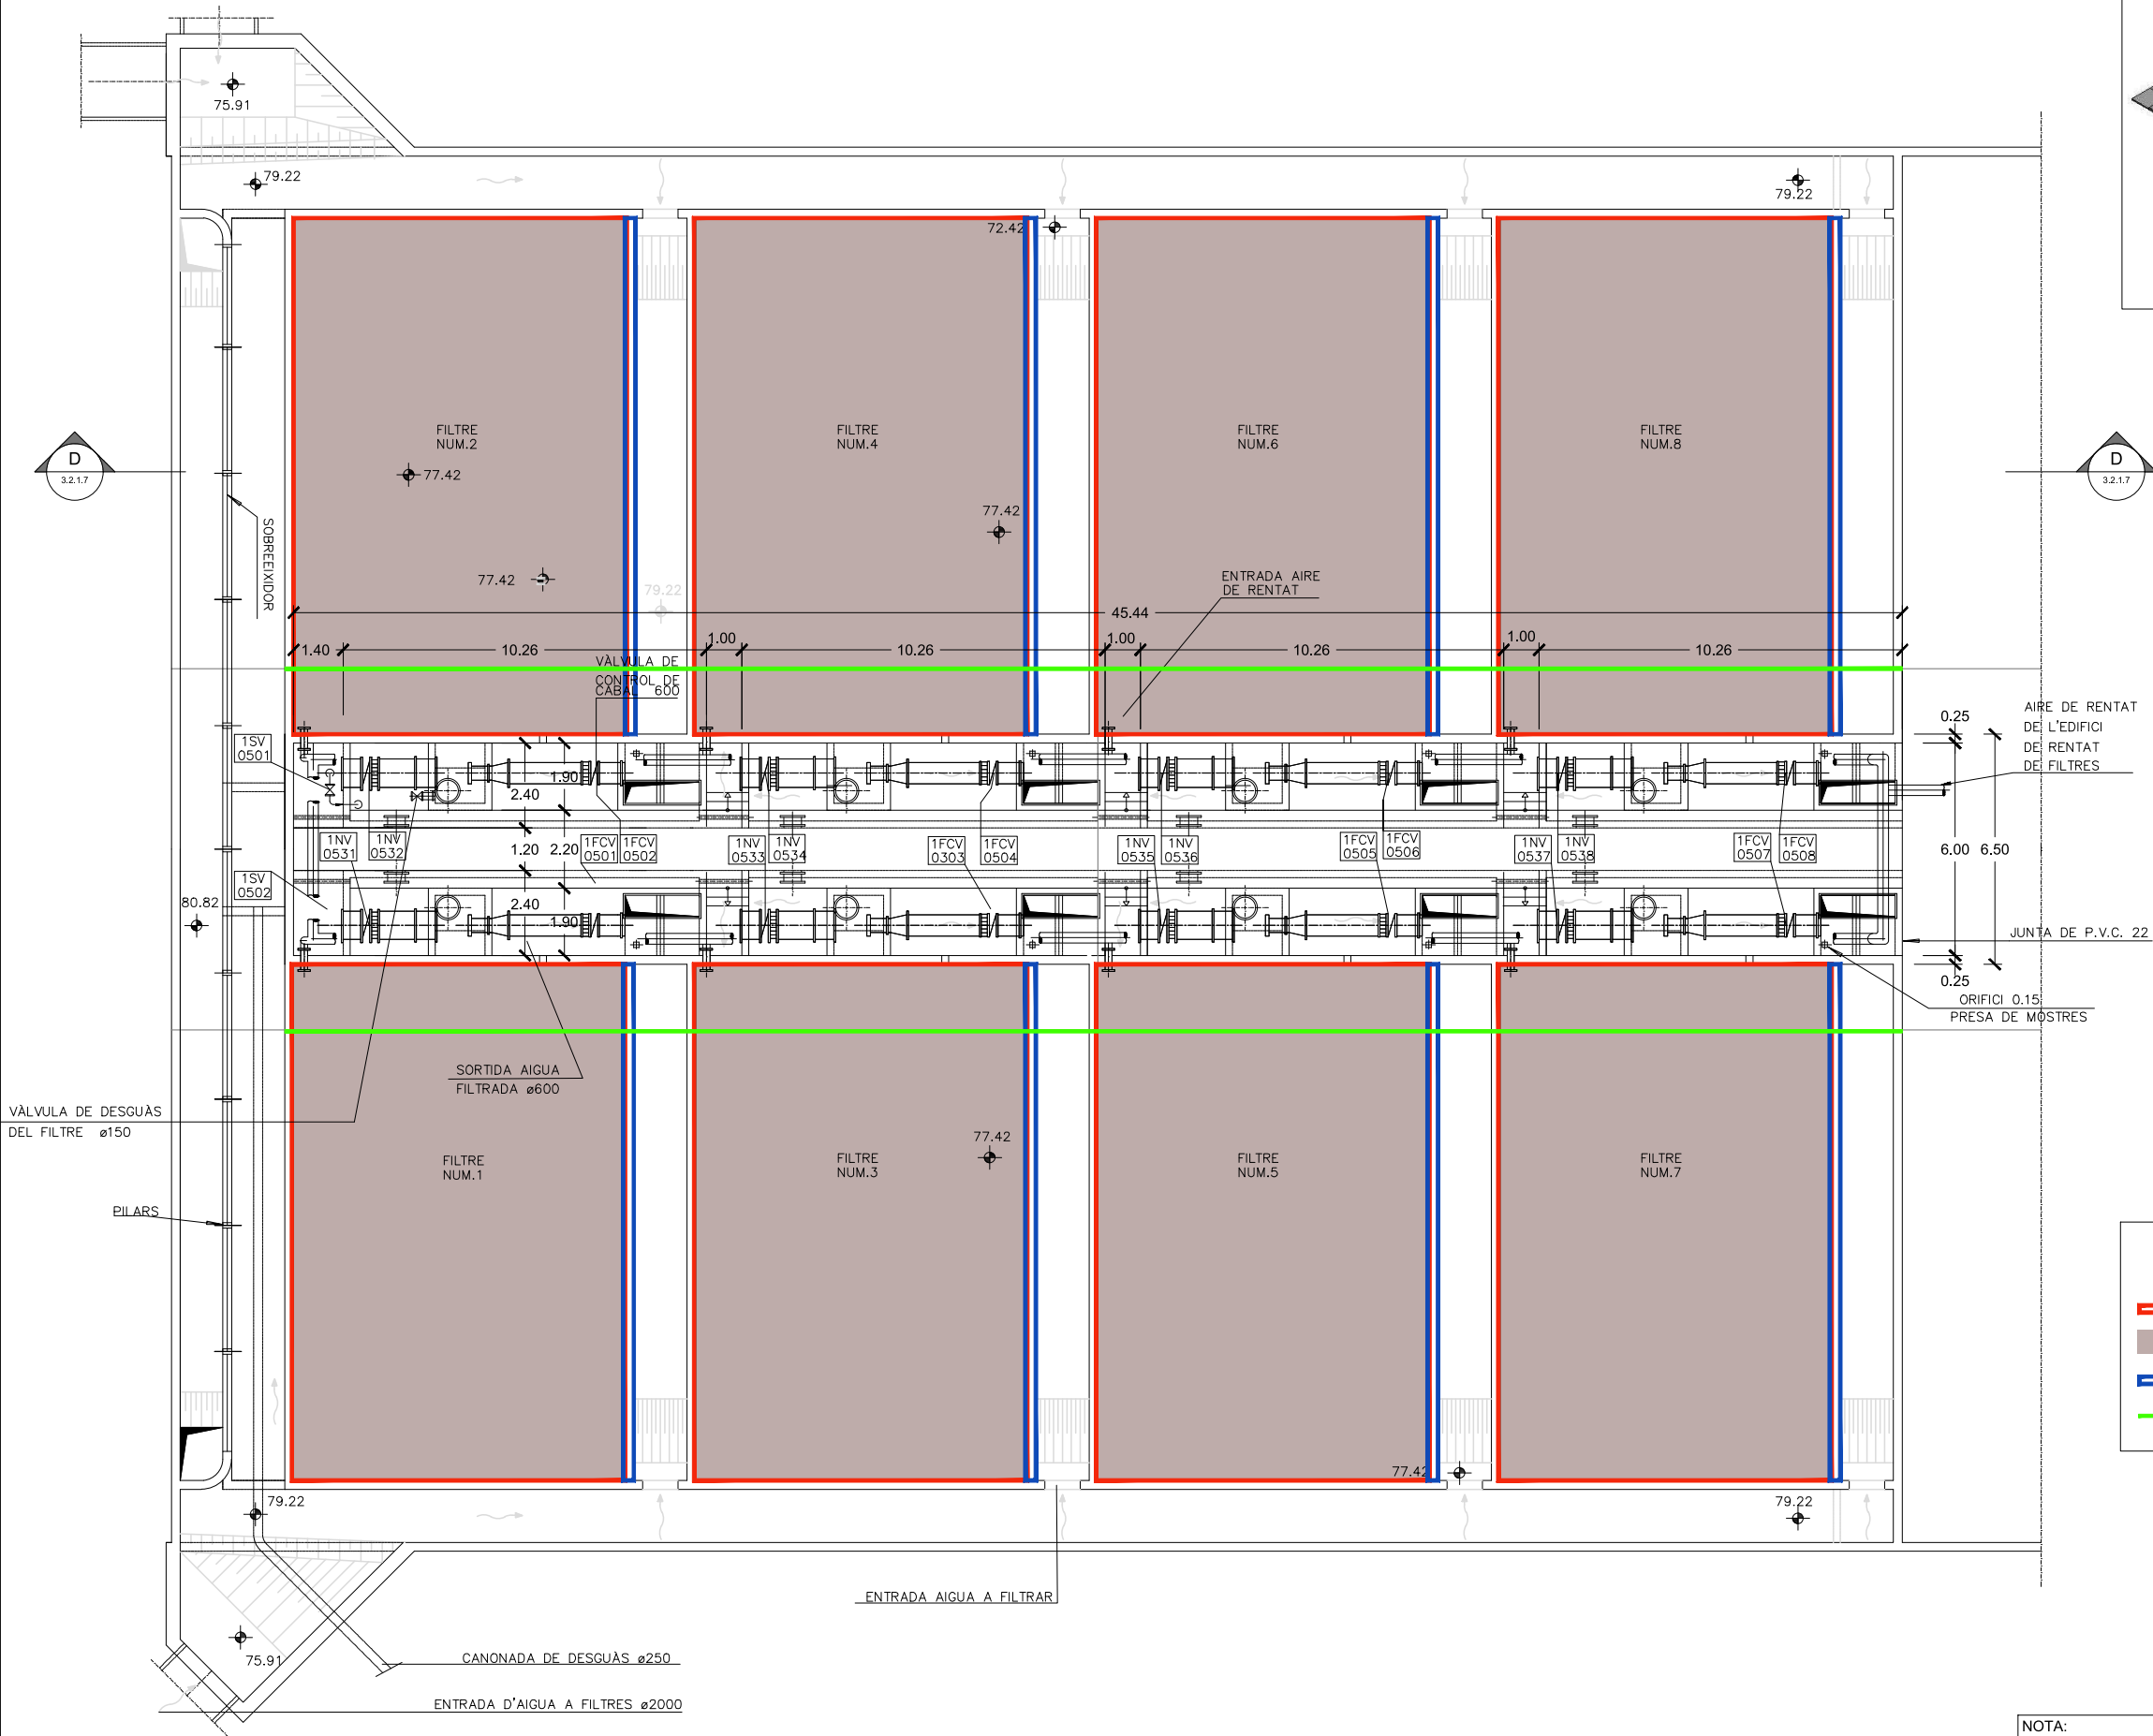 75.91
79.22
79.22
72.42
FILTRE
NUM.2
FILTRE
NUM.4
FILTRE
NUM.6
FILTRE
NUM.8
D
3.2.1.7
D
3.2.1.7
77.42
77.42
77.42
SOBREEIXIDOR
79.22
ENTRADA AIRE
DE RENTAT
45.44
1.40
10.26
1.00
10.26
1.00
10.26
1.00
10.26
VÀLVULA DE
CONTROL DE
CABAL 600
AIRE DE RENTAT
DE L'EDIFICI
DE RENTAT
DE FILTRES
0.25
6.00
6.50
0.25
1SV
0501
1.90
2.40
1.20
2.20
2.40
1.90
1NV
0531
1NV
0532
1FCV
0501
1FCV
0502
1NV
0533
1NV
0534
1FCV
0303
1FCV
0504
1NV
0535
1NV
0536
1FCV
0505
1FCV
0506
1NV
0537
1NV
0538
1FCV
0507
1FCV
0508
1SV
0502
80.82
JUNTA DE P.V.C. 22
ORIFICI 0.15
PRESA DE MOSTRES
SORTIDA AIGUA
FILTRADA ø600
VÀLVULA DE DESGUÀS
DEL FILTRE ø150
FILTRE
NUM.1
FILTRE
NUM.3
FILTRE
NUM.5
FILTRE
NUM.7
77.42
PILARS
77.42
79.22
79.22
ENTRADA AIGUA A FILTRAR
75.91
CANONADA DE DESGUÀS ø250
ENTRADA D'AIGUA A FILTRES ø2000
NOTA: